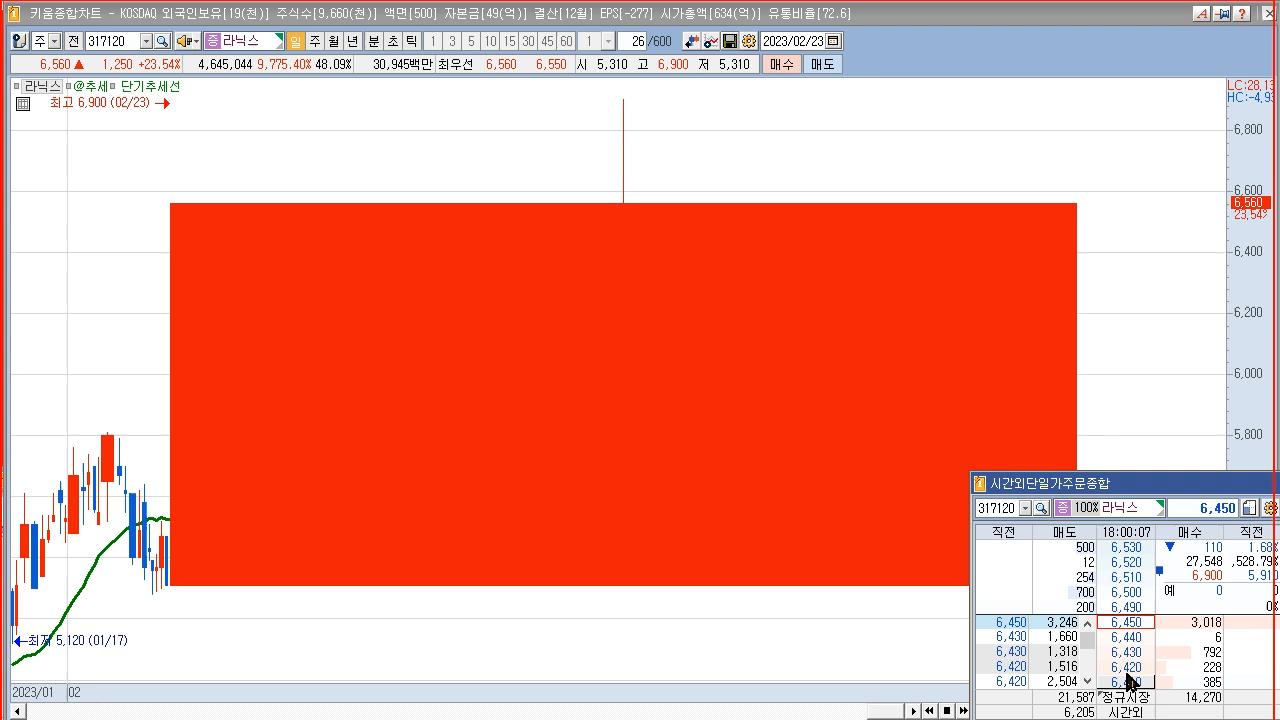 키움종합차트 - KOSDAQ 외국인보유[19(천)] 주식수[9,660(천)] 액면[500] 자본금[49(억)] 결산[12월] EPS[-277] 시가총액[634(억)] 유통비율[72.6]
주 전 317120 증 라닉스 일 주 월 년 분 초 틱 1 3 5 10 15 30 45 60 1 26 /600 2023/02/23
6,560 ▲ 1,250 +23.54% 4,645,044 9,775.40% 48.09% 30,945백만 최우선 6,560 6,550 시 5,310 고 6,900 저 5,310 매수 매도
라닉스 @추세 단기추세선
LC:28.13
HC:-4.93
최고 6,900 (02/23)
6,800
6,600
6,560
23.54%
6,400
6,200
6,000
5,800
최저 5,120 (01/17)
2023/01 02
시간외단일가주문종합
317120 증 100% 라닉스 6,450
직전 매도 18:00:07 매수 직전
500 6,530 ▼ 110 1.68%
12 6,520 27,548 ,528.79%
254 6,510 6,900 5,91
700 6,500 예 0 0
200 6,490 0%
6,450 3,246 6,450 3,018
6,430 1,660 6,440 6
6,430 1,318 6,430 792
6,420 1,516 6,420 228
6,420 2,504 385
21,587 정규시장 14,270
6,205 시간외